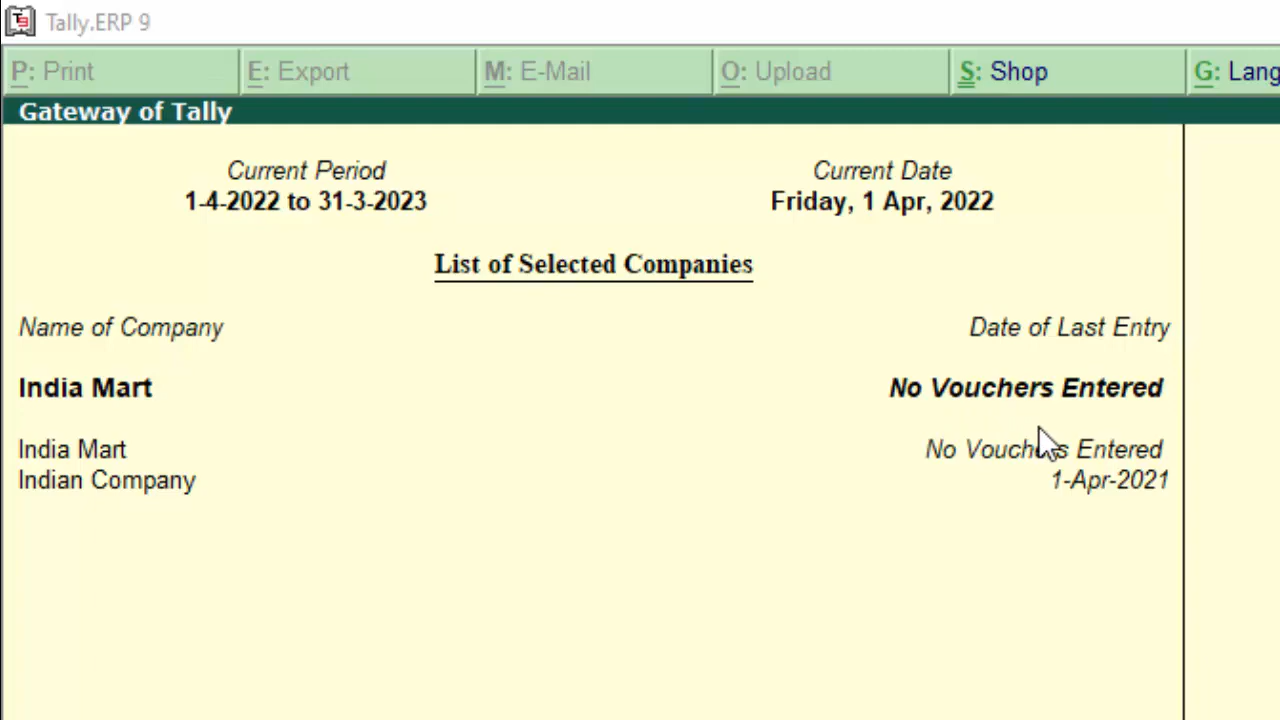 Tally.ERP 9
P: Print E: Export M: E-Mail O: Upload S: Shop G: Lang
Gateway of Tally
Current Period Current Date
1-4-2022 to 31-3-2023 Friday, 1 Apr, 2022
List of Selected Companies
Name of Company Date of Last Entry
India Mart No Vouchers Entered
India Mart No Vouchers Entered
Indian Company 1-Apr-2021